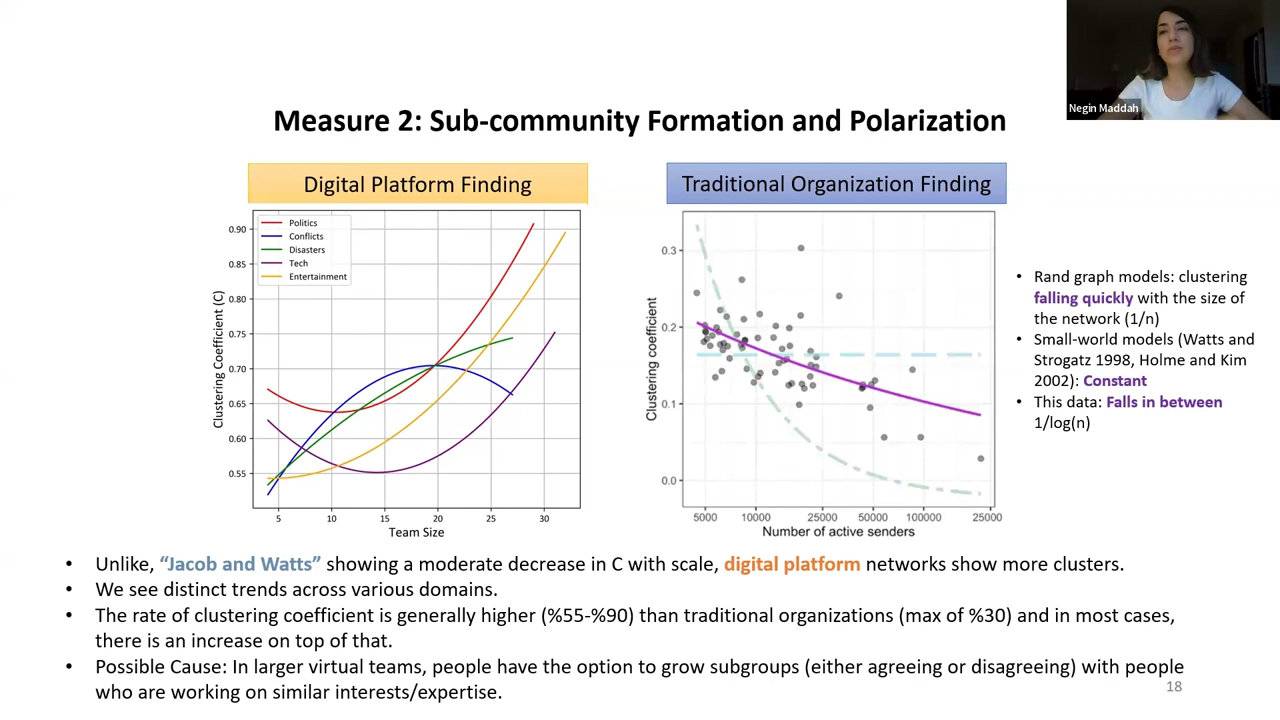 Negin Maddah
Measure 2: Sub-community Formation and Polarization
Digital Platform Finding
Traditional Organization Finding
Politics
Conflicts
Disasters
Tech
Entertainment
0.90
0.85
0.80
0.75
0.70
0.65
0.60
0.55
Clustering Coefficient (C)
5
10
15
20
25
30
Team Size
0.3
0.2
0.1
0.0
Clustering coefficient
5000
10000
25000
50000
100000
25000
Number of active senders
• Rand graph models: clustering
falling quickly with the size of
the network (1/n)
• Small-world models (Watts and
Strogatz 1998, Holme and Kim
2002): Constant
• This data: Falls in between
1/log(n)
• Unlike, “Jacob and Watts” showing a moderate decrease in C with scale, digital platform networks show more clusters.
• We see distinct trends across various domains.
• The rate of clustering coefficient is generally higher (%55-%90) than traditional organizations (max of %30) and in most cases,
there is an increase on top of that.
• Possible Cause: In larger virtual teams, people have the option to grow subgroups (either agreeing or disagreeing) with people
who are working on similar interests/expertise.
18